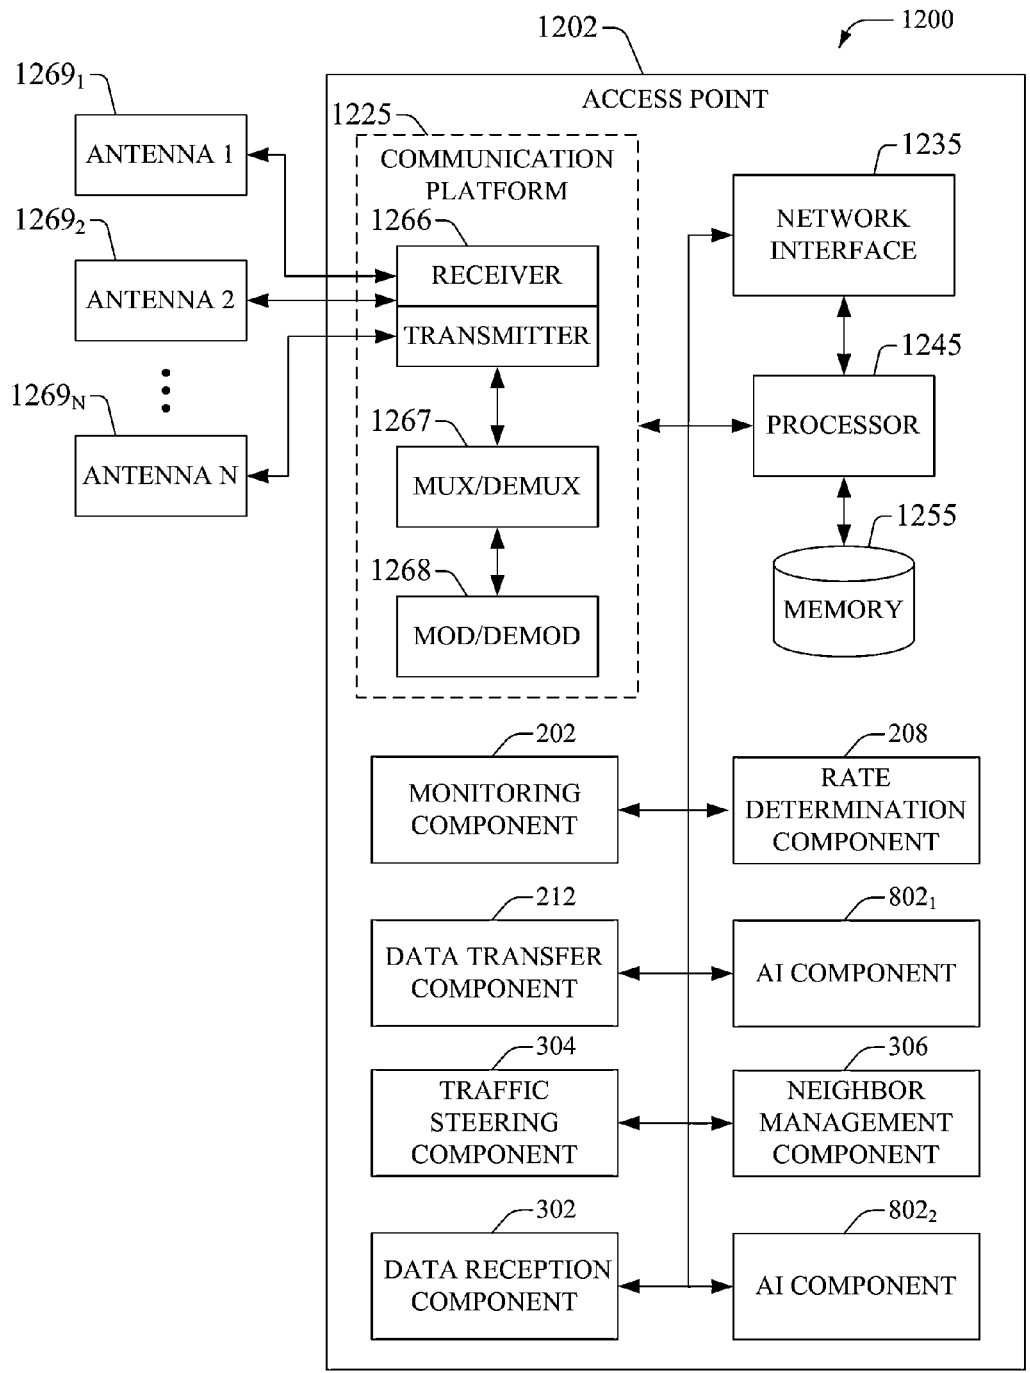 1200
1202
ACCESS POINT
1269₁
ANTENNA 1
1269₂
ANTENNA 2
1269N
ANTENNA N
1225
COMMUNICATION
PLATFORM
1266
RECEIVER
TRANSMITTER
1267
MUX/DEMUX
1268
MOD/DEMOD
1235
NETWORK
INTERFACE
1245
PROCESSOR
1255
MEMORY
202
MONITORING
COMPONENT
208
RATE
DETERMINATION
COMPONENT
212
DATA TRANSFER
COMPONENT
802₁
AI COMPONENT
304
TRAFFIC
STEERING
COMPONENT
306
NEIGHBOR
MANAGEMENT
COMPONENT
302
DATA RECEPTION
COMPONENT
802₂
AI COMPONENT